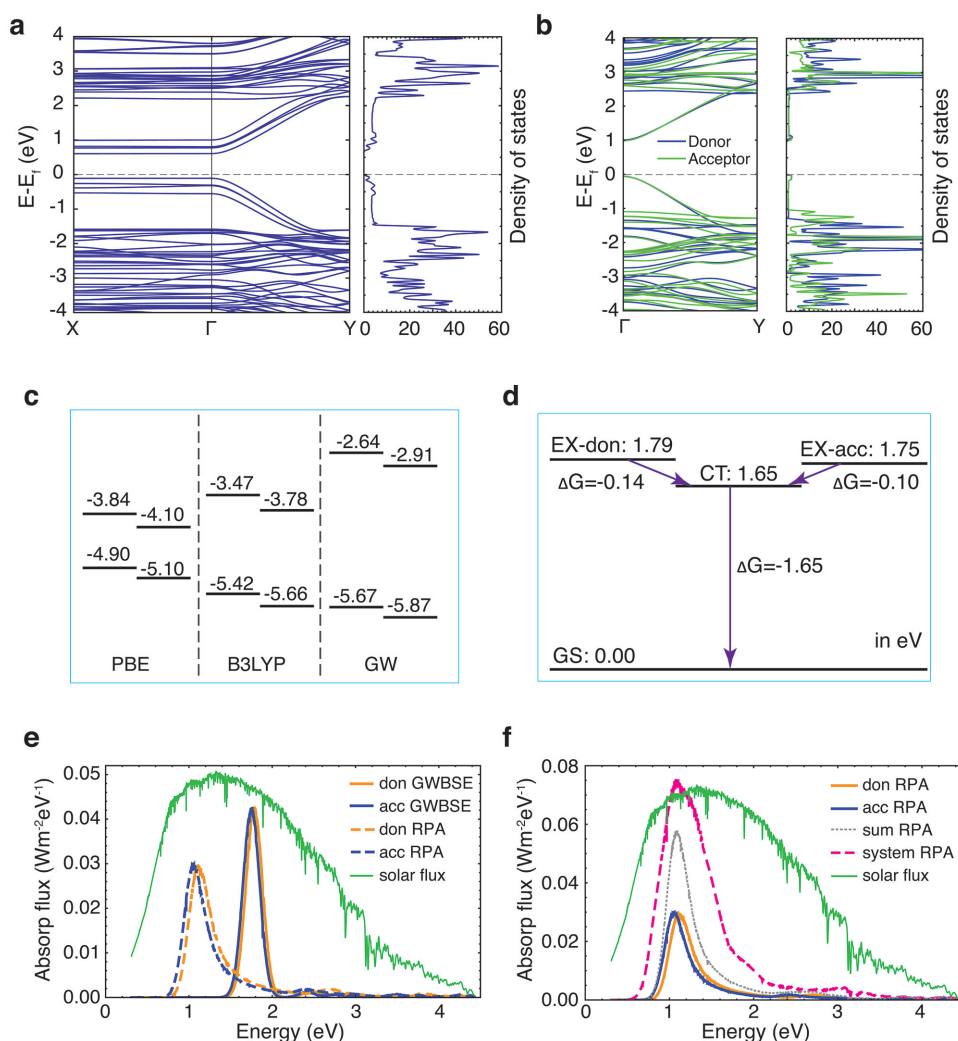 a
4
3
2
1
0
-1
-2
-3
-4
E-E_f (eV)
X Γ Y
0 20 40 60
Density of states
b
4
3
2
1
0
-1
-2
-3
-4
E-E_f (eV)
Donor
Acceptor
Γ Y
0 20 40 60
Density of states
c
-3.84 -4.10
-4.90 -5.10
PBE
-3.47 -3.78
-5.42 -5.66
B3LYP
-2.64 -2.91
-5.67 -5.87
GW
d
EX-don: 1.79
EX-acc: 1.75
CT: 1.65
ΔG=-0.14
ΔG=-0.10
ΔG=-1.65
in eV
GS: 0.00
e
0.05
0.04
0.03
0.02
0.01
0.00
Absorp flux (Wm⁻²eV⁻¹)
don GWBSE
acc GWBSE
don RPA
acc RPA
solar flux
0 1 2 3 4
Energy (eV)
f
0.08
0.06
0.04
0.02
0.00
Absorp flux (Wm⁻²eV⁻¹)
don RPA
acc RPA
sum RPA
system RPA
solar flux
0 1 2 3 4
Energy (eV)